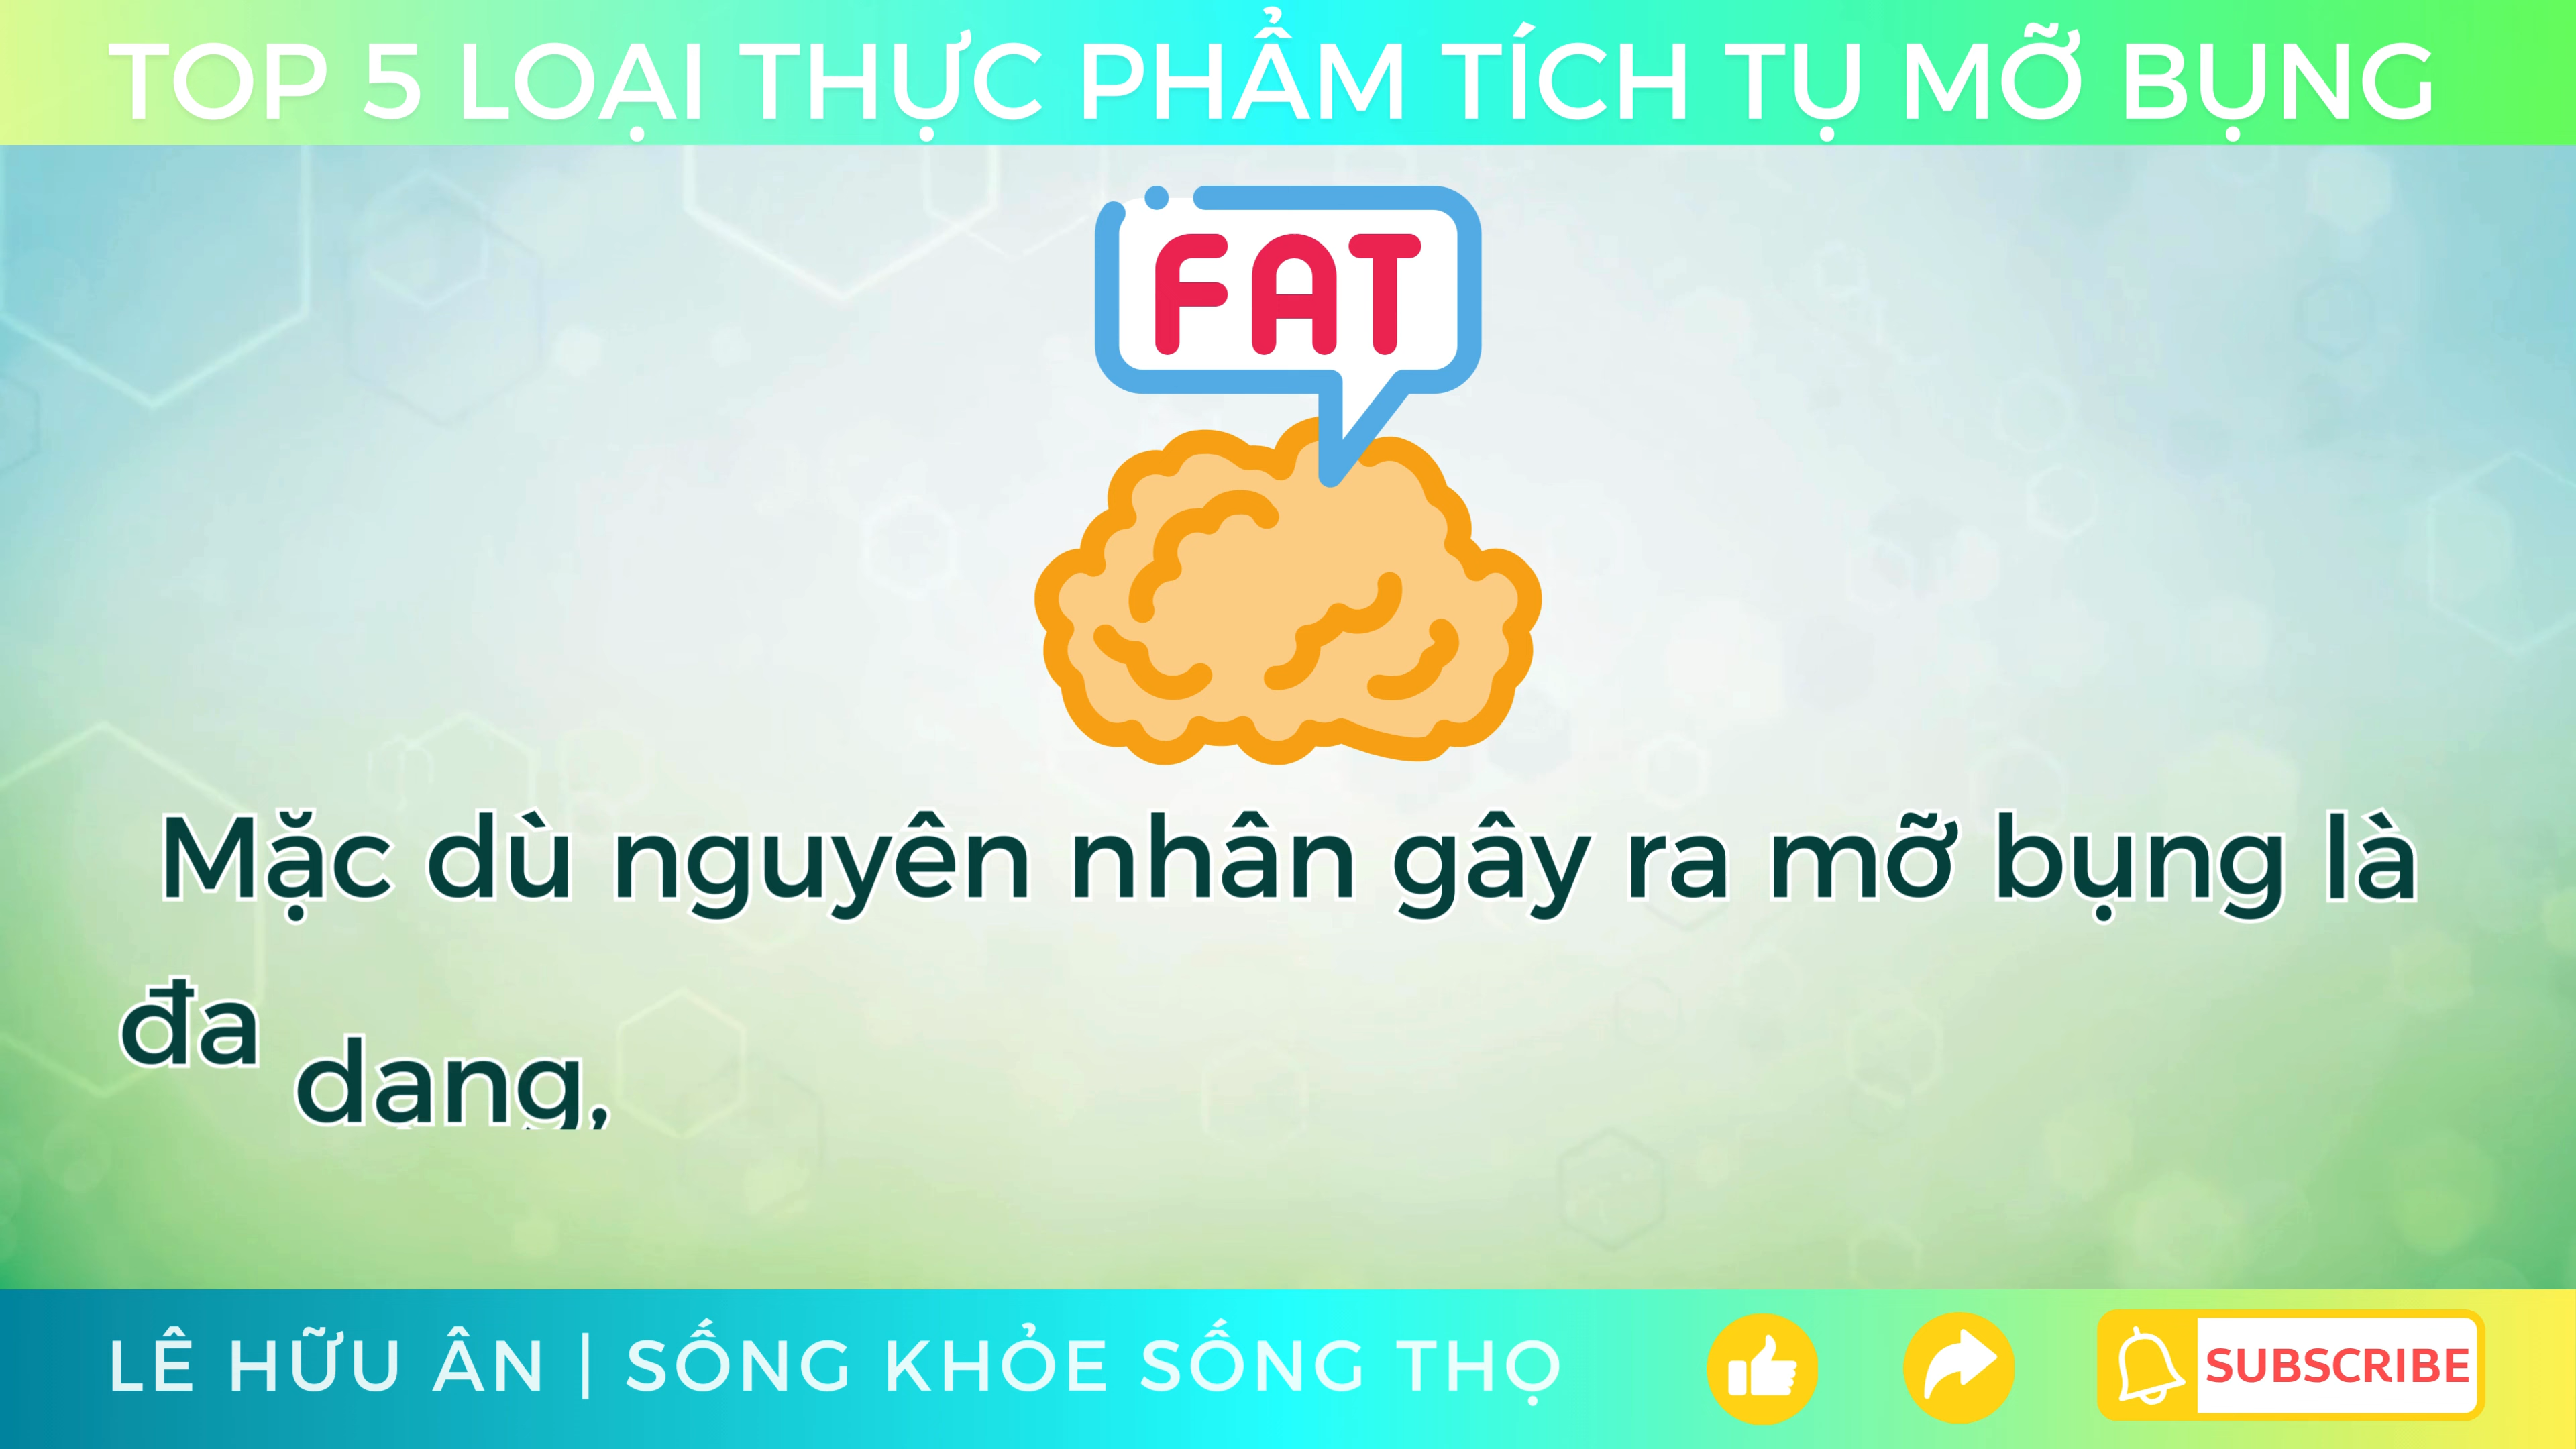 TOP 5 LOẠI THỰC PHẨM TÍCH TỤ MỠ BỤNG
FAT
Mặc dù nguyên nhân gây ra mỡ bụng là
đa dạng,
LÊ HỮU ÂN | SỐNG KHỎE SỐNG THỌ
SUBSCRIBE